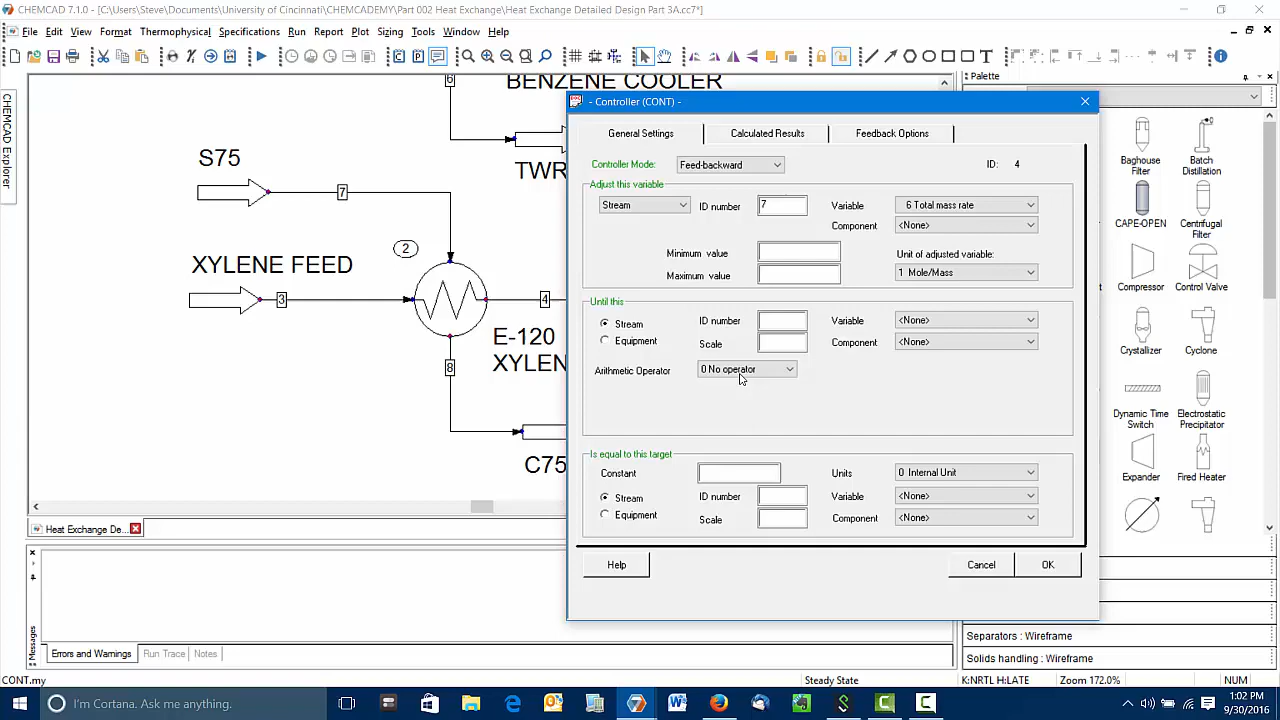 CHEMCAD 7.1.0 - [C:\Users\Steve\Documents\University of Cincinnati\CHEMCADEMY\Part 002 Heat Exchange\Heat Exchange Detailed Design Part 3A.cc7*]
File Edit View Format Thermophysical Specifications Run Report Plot Sizing Tools Window Help
CHEMCAD Explorer
6
BENZENE COOLER
S75
7
TWR
2
XYLENE FEED
3
4
E-120
XYLEN
8
C75
Heat Exchange De...
- Controller (CONT) -
General Settings
Calculated Results
Feedback Options
Controller Mode: Feed-backward ID: 4
Adjust this variable
Stream ID number 7 Variable 6 Total mass rate
Component <None>
Minimum value Unit of adjusted variable:
Maximum value 1 Mole/Mass
Until this
Stream ID number Variable <None>
Equipment Scale Component <None>
Arithmetic Operator 0 No operator
Is equal to this target
Constant Units 0 Internal Unit
Stream ID number Variable <None>
Equipment Scale Component <None>
Help Cancel OK
Palette
Baghouse Filter
Batch Distillation
CAPE-OPEN
Centrifugal Filter
Compressor
Control Valve
Crystallizer
Cyclone
Dynamic Time Switch
Electrostatic Precipitator
Expander
Fired Heater
Separators : Wireframe
Solids handling : Wireframe
Messages
Errors and Warnings Run Trace Notes
CONT.my Steady State K:NRTL H:LATE Zoom 172.0% NUM
I'm Cortana. Ask me anything.
1:02 PM
9/30/2016